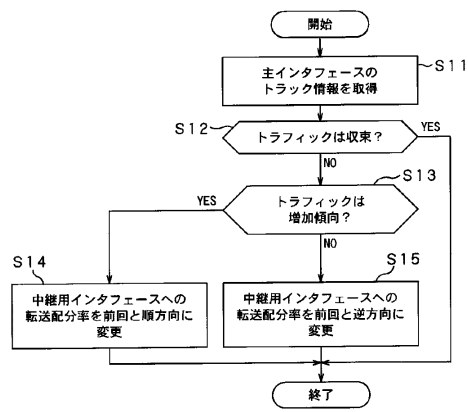 開始
主インタフェースの
トラック情報を取得
S11
S12
トラフィックは収束?
YES
NO
S13
トラフィックは
増加傾向?
YES
NO
S14
中継用インタフェースへの
転送配分率を前回と順方向に
変更
S15
中継用インタフェースへの
転送配分率を前回と逆方向に
変更
終了